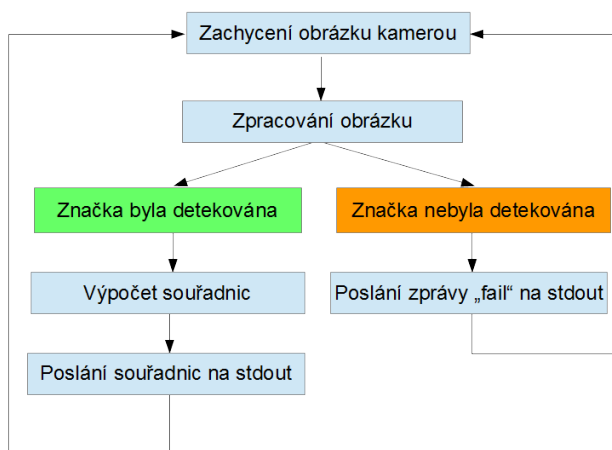 Zachycení obrázku kamerou
Zpracování obrázku
Značka byla detekována
Značka nebyla detekována
Výpočet souřadnic
Poslání zprávy „fail“ na stdout
Poslání souřadnic na stdout